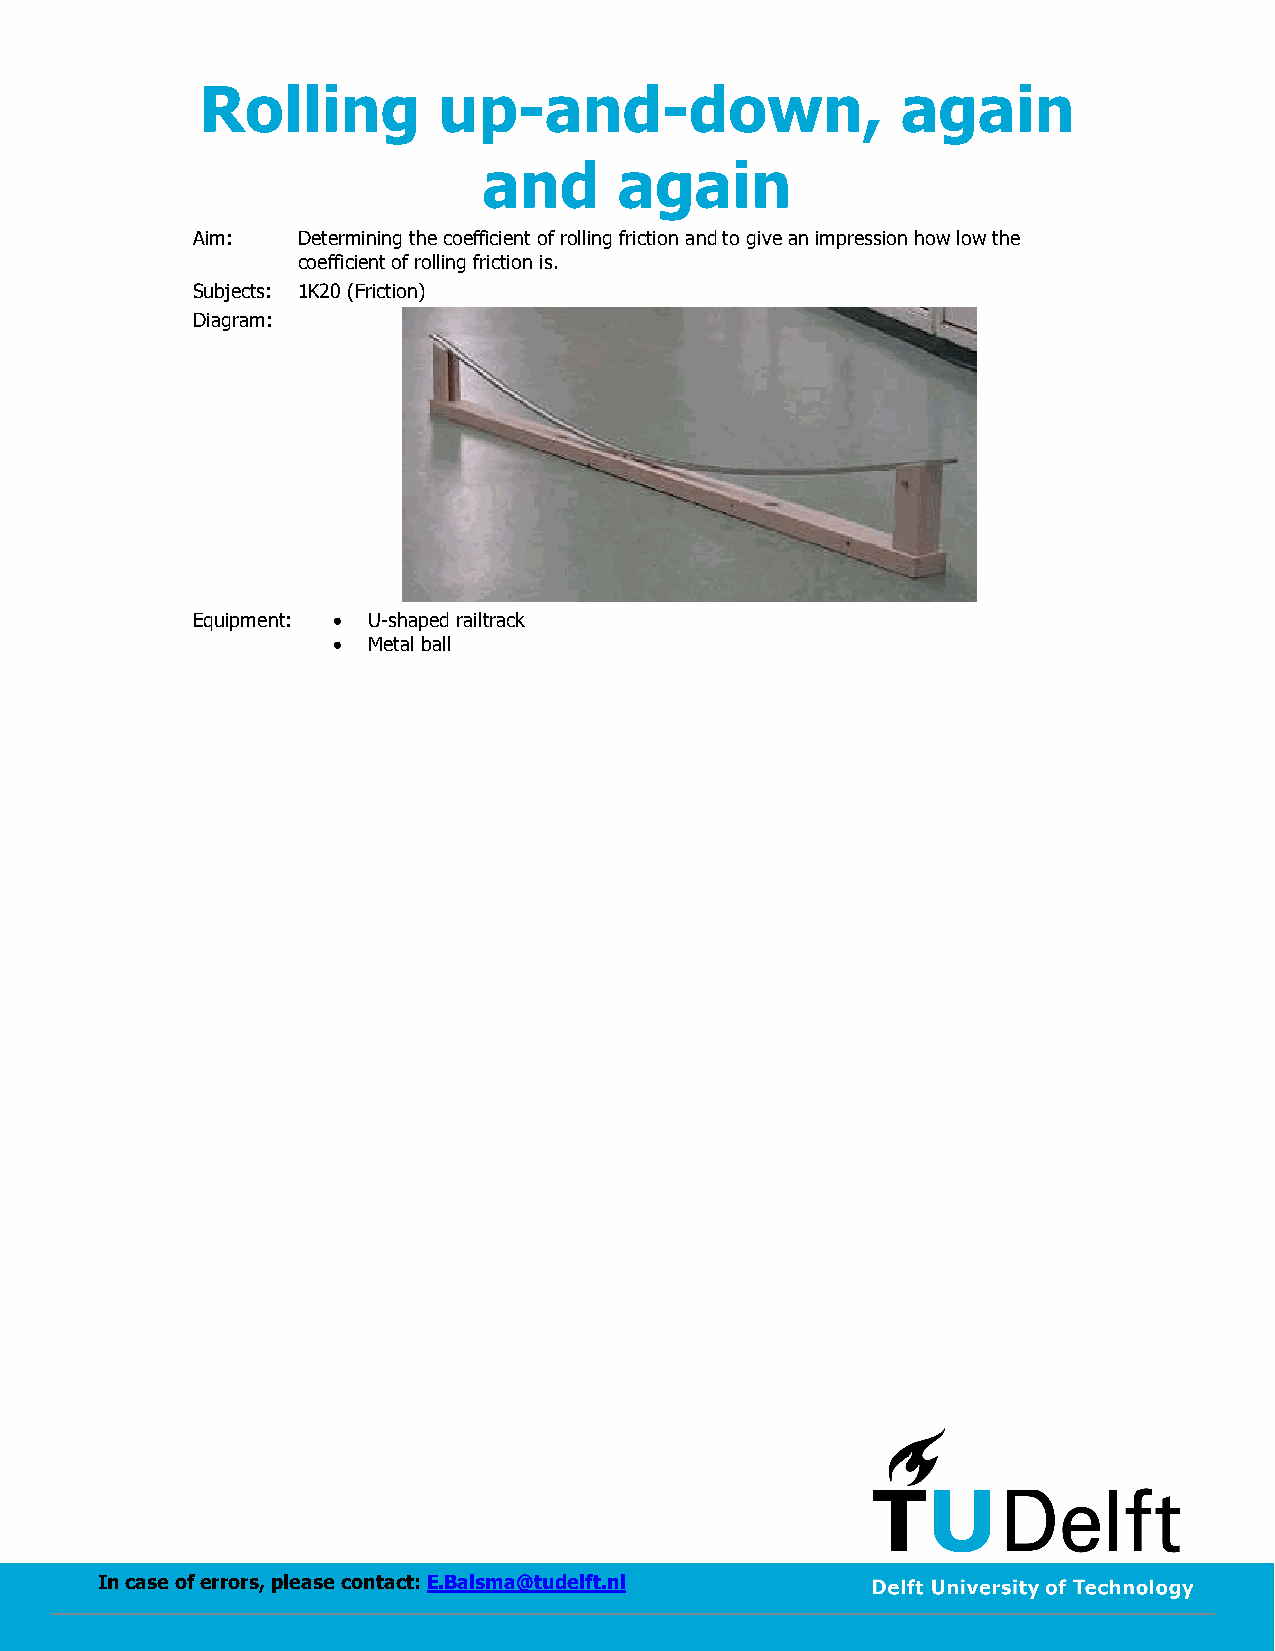 Rolling up-and-down, again
and again
Aim: Determining the coefficient of rolling friction and to give an impression how low the
coefficient of rolling friction is.
Subjects: 1K20 (Friction)
Diagram:
Equipment: • U-shaped railtrack
• Metal ball
TUDelft
In case of errors, please contact: E.Balsma@tudelft.nl
Delft University of Technology